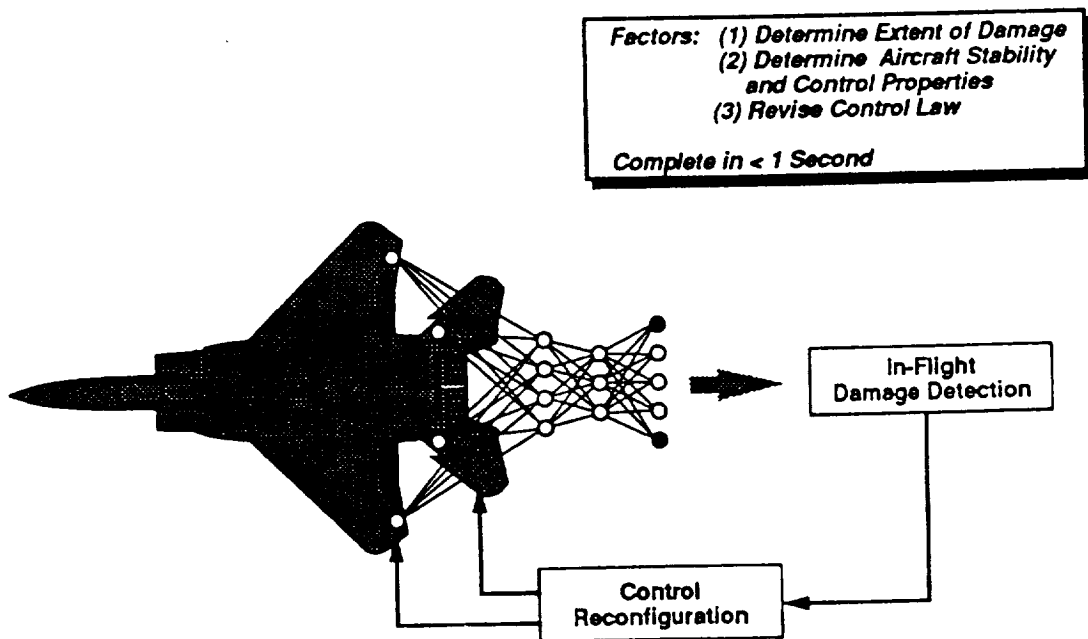 Factors: (1) Determine Extent of Damage
(2) Determine Aircraft Stability
and Control Properties
(3) Revise Control Law
Complete in < 1 Second
In-Flight
Damage Detection
Control
Reconfiguration